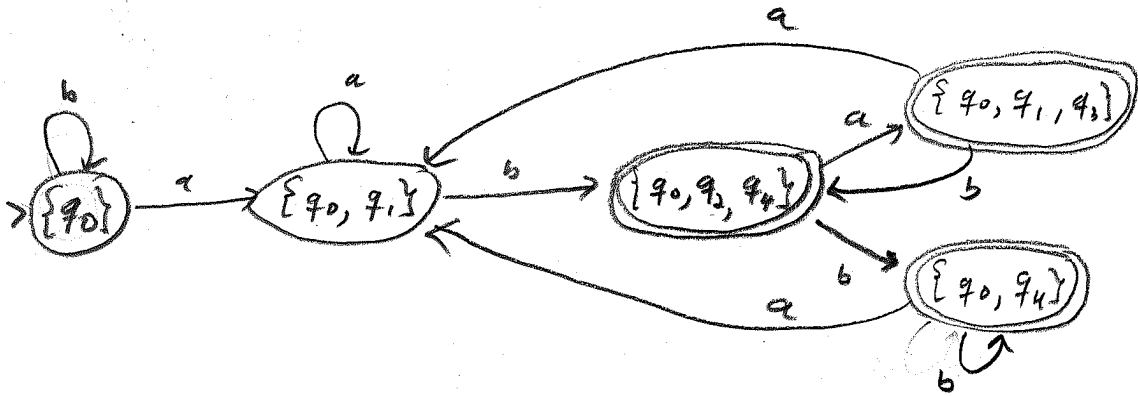 a
b
a
{q0, q1, q3}
a
a
b
{q0}
{q0, q1}
b
{q0, q2, q4}
b
b
{q0, q4}
a
b